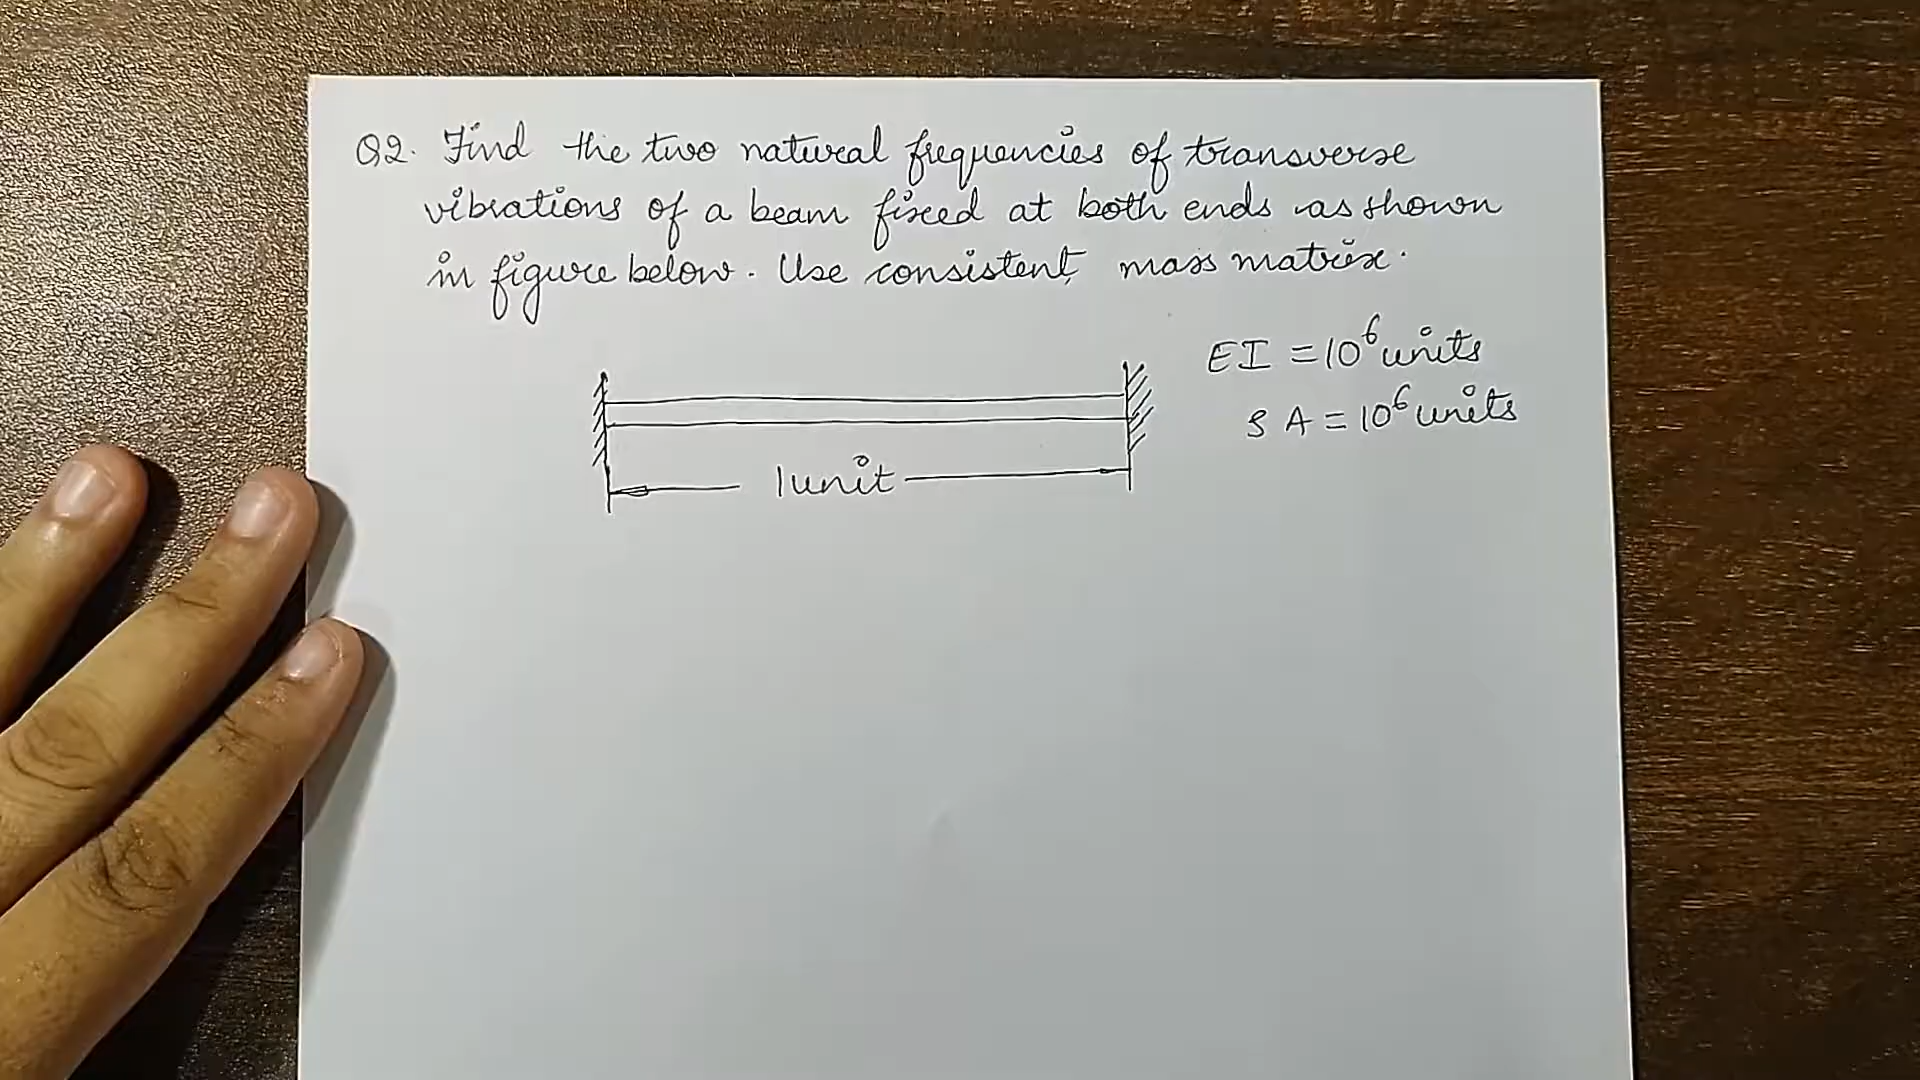 Q2. Find the two natural frequencies of transverse
vibrations of a beam fixed at both ends as shown
in figure below. Use consistent mass matrix.
EI = 10⁶ units
ρ A = 10⁶ units
1 unit